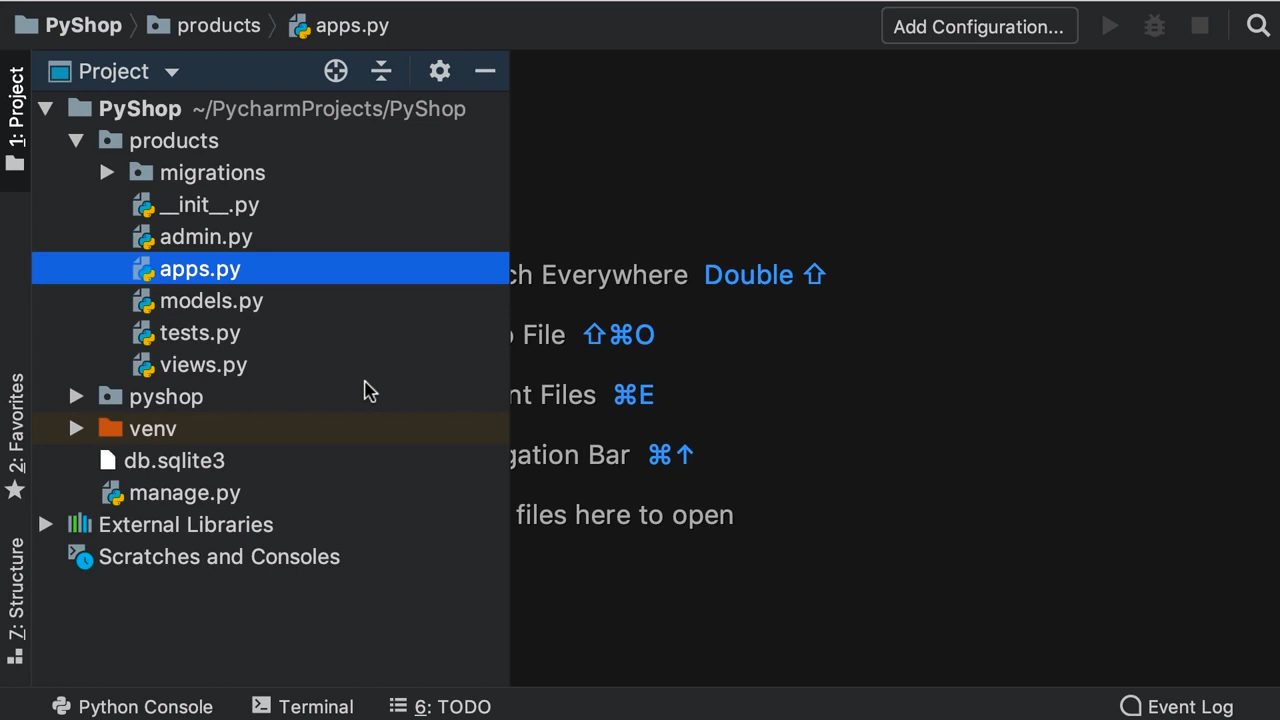 PyShop products apps.py Add Configuration...
1: Project
Project
PyShop ~/PycharmProjects/PyShop
products
migrations
__init__.py
admin.py
apps.py
models.py
tests.py
views.py
pyshop
venv
db.sqlite3
manage.py
External Libraries
Scratches and Consoles
ch Everywhere Double ⇧
File ⇧⌘O
nt Files ⌘E
gation Bar ⌘↑
files here to open
2: Favorites
7: Structure
Python Console Terminal 6: TODO Event Log